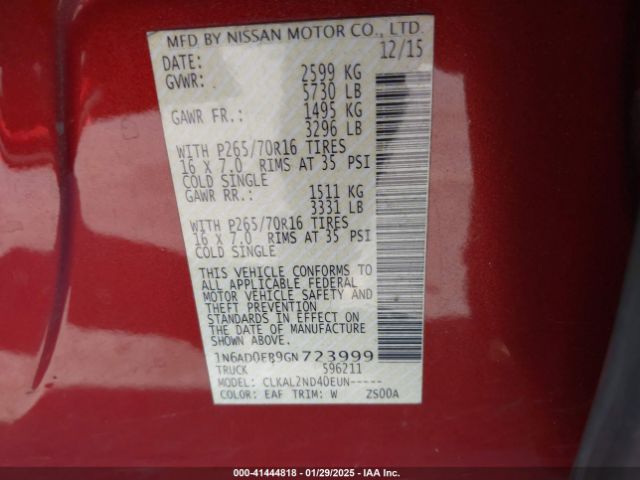 MFD BY NISSAN MOTOR CO., LTD.
DATE: 12/15
GVWR: 2599 KG
5730 LB
GAWR FR.: 1495 KG
3296 LB
WITH P265/70R16 TIRES
16 X 7.0 RIMS AT 35 PSI
COLD SINGLE
GAWR RR.: 1511 KG
3331 LB
WITH P265/70R16 TIRES
16 X 7.0 RIMS AT 35 PSI
COLD SINGLE
THIS VEHICLE CONFORMS TO
ALL APPLICABLE FEDERAL
MOTOR VEHICLE SAFETY AND
THEFT PREVENTION
STANDARDS IN EFFECT ON
THE DATE OF MANUFACTURE
SHOWN ABOVE.
1N6AD0ER9GN723999
TRUCK 596211
MODEL: CLKAL2ND40EUN-----
COLOR: EAF TRIM: W ZS00A
0-41444818 | 01/29/2025 | IAA Inc.